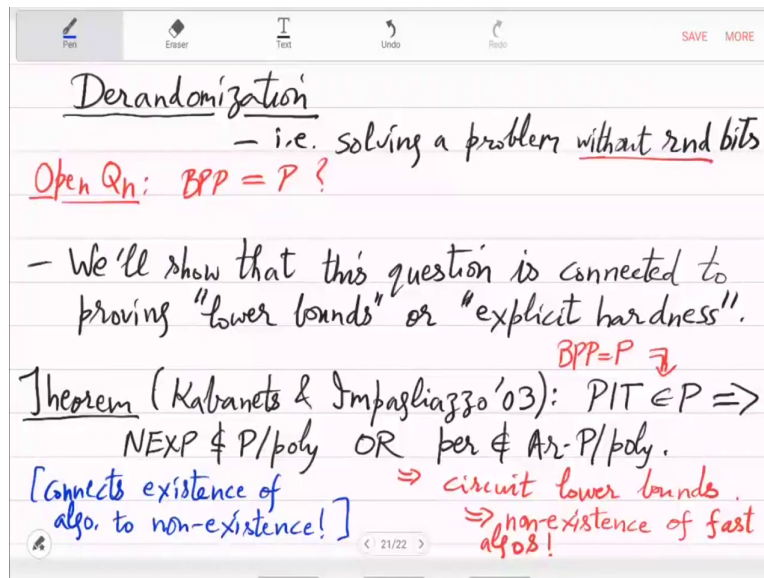 Pen Eraser Text Undo Redo SAVE MORE
Derandomization
- i.e. solving a problem without rnd bits
Open Qn: BPP = P ?
- We'll show that this question is connected to
proving "lower bounds" or "explicit hardness".
BPP=P ⇒
Theorem (Kabanets & Impagliazzo '03): PIT ∈ P =>
NEXP ⊄ P/poly OR per ∉ Ar-P/poly.
[Connects existence of
algo. to non-existence!]
⇒ circuit lower bounds.
⇒ non-existence of fast
algos!
< 21/22 >